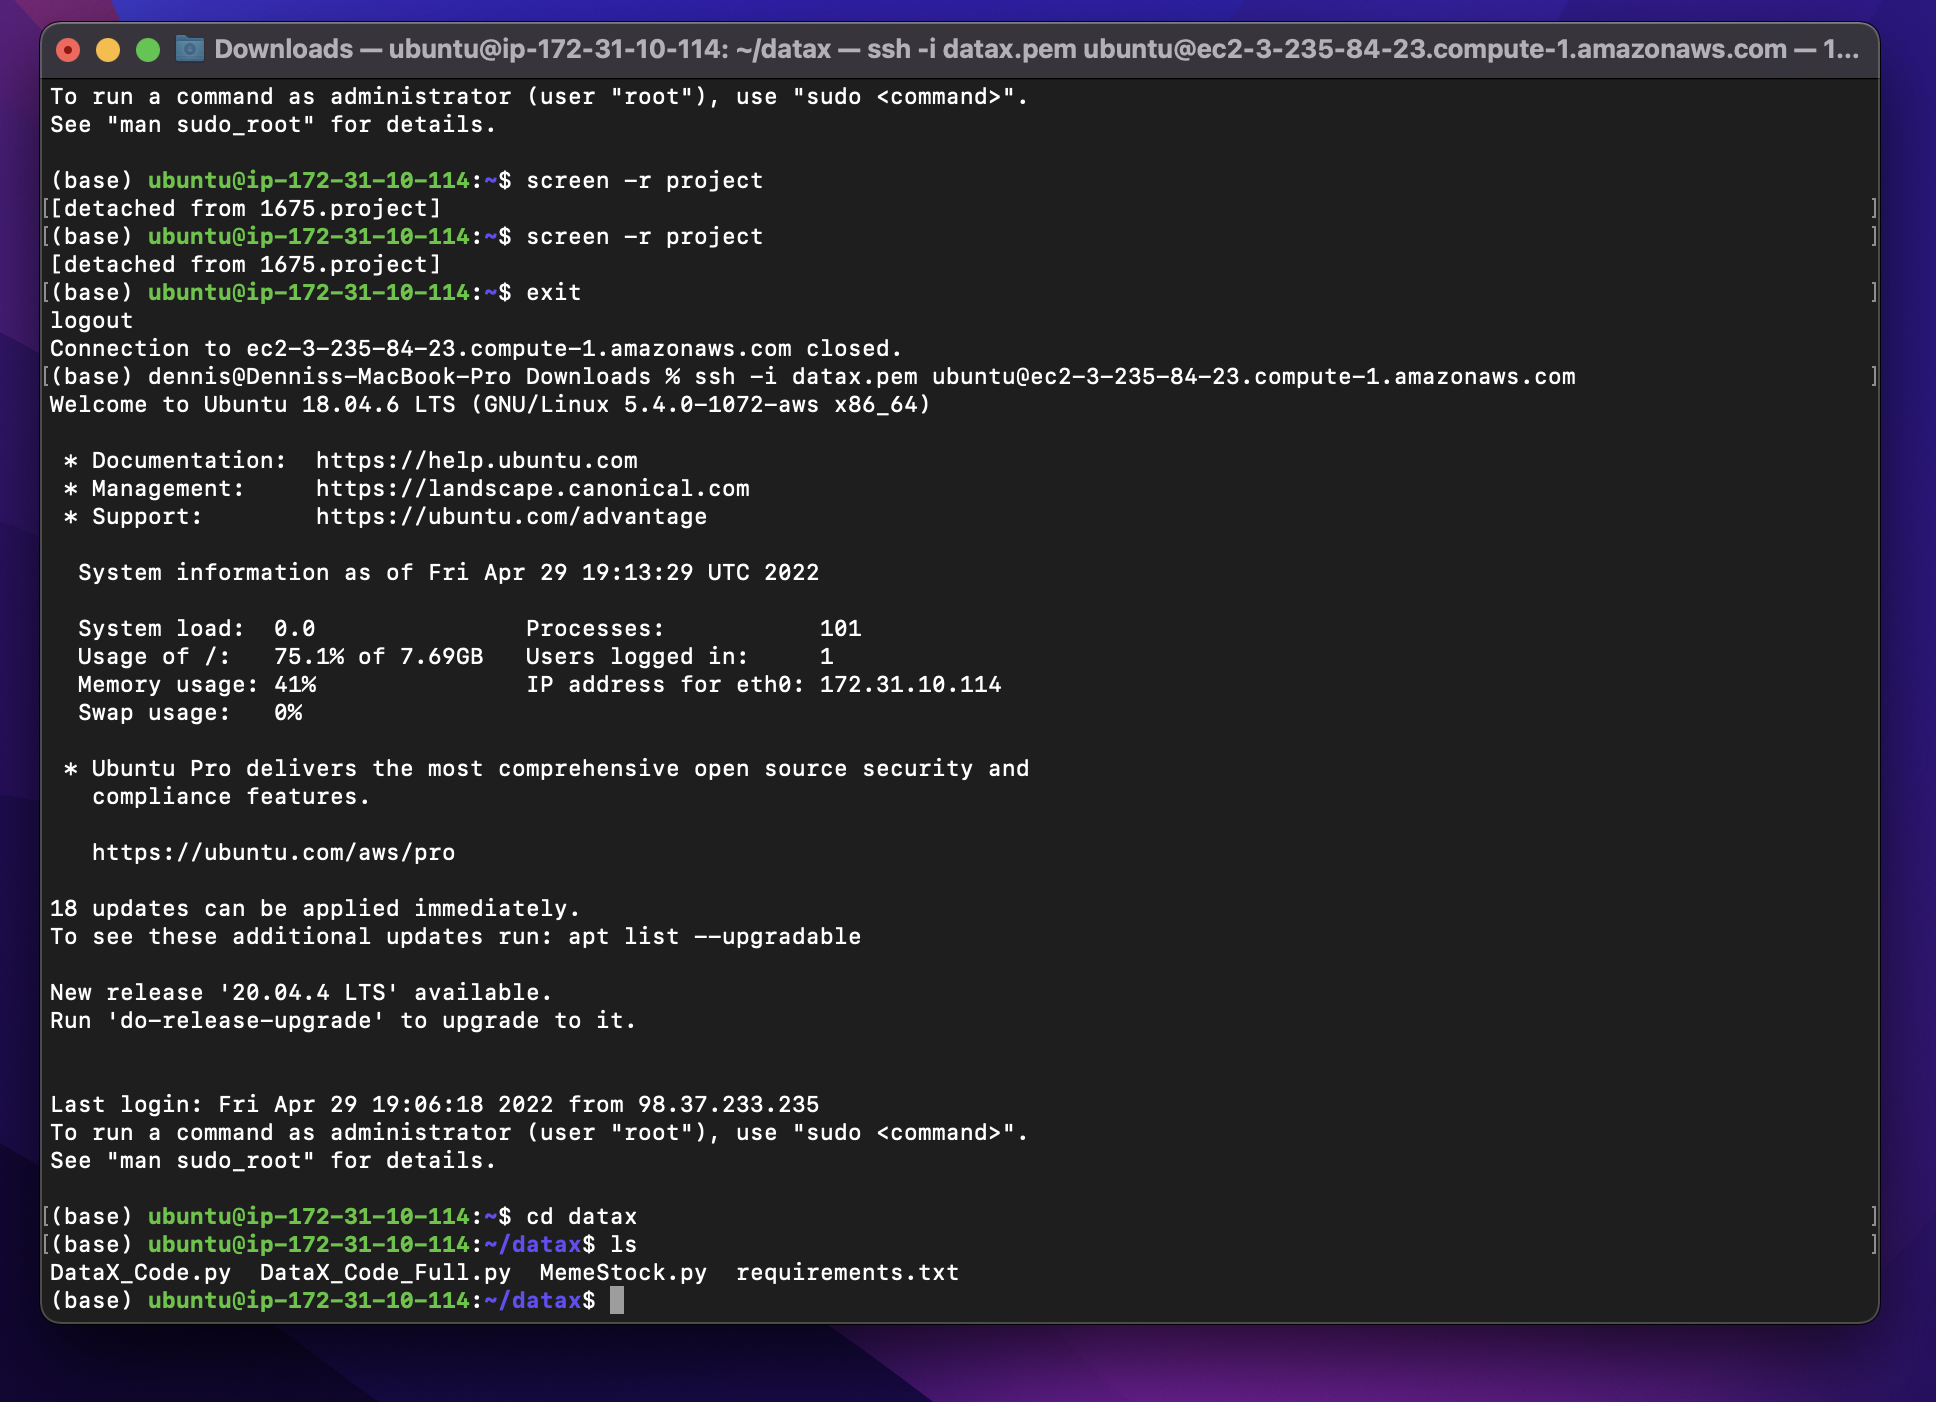 Downloads — ubuntu@ip-172-31-10-114: ~/datax — ssh -i datax.pem ubuntu@ec2-3-235-84-23.compute-1.amazonaws.com — 1...
To run a command as administrator (user "root"), use "sudo <command>".
See "man sudo_root" for details.
(base) ubuntu@ip-172-31-10-114:~$ screen -r project
[[detached from 1675.project] ]
[(base) ubuntu@ip-172-31-10-114:~$ screen -r project ]
[detached from 1675.project]
[(base) ubuntu@ip-172-31-10-114:~$ exit ]
logout
Connection to ec2-3-235-84-23.compute-1.amazonaws.com closed.
[(base) dennis@Denniss-MacBook-Pro Downloads % ssh -i datax.pem ubuntu@ec2-3-235-84-23.compute-1.amazonaws.com ]
Welcome to Ubuntu 18.04.6 LTS (GNU/Linux 5.4.0-1072-aws x86_64)
* Documentation: https://help.ubuntu.com
* Management: https://landscape.canonical.com
* Support: https://ubuntu.com/advantage
System information as of Fri Apr 29 19:13:29 UTC 2022
System load: 0.0 Processes: 101
Usage of /: 75.1% of 7.69GB Users logged in: 1
Memory usage: 41% IP address for eth0: 172.31.10.114
Swap usage: 0%
* Ubuntu Pro delivers the most comprehensive open source security and
compliance features.
https://ubuntu.com/aws/pro
18 updates can be applied immediately.
To see these additional updates run: apt list --upgradable
New release '20.04.4 LTS' available.
Run 'do-release-upgrade' to upgrade to it.
Last login: Fri Apr 29 19:06:18 2022 from 98.37.233.235
To run a command as administrator (user "root"), use "sudo <command>".
See "man sudo_root" for details.
[(base) ubuntu@ip-172-31-10-114:~$ cd datax ]
[(base) ubuntu@ip-172-31-10-114:~/datax$ ls ]
DataX_Code.py DataX_Code_Full.py MemeStock.py requirements.txt
(base) ubuntu@ip-172-31-10-114:~/datax$